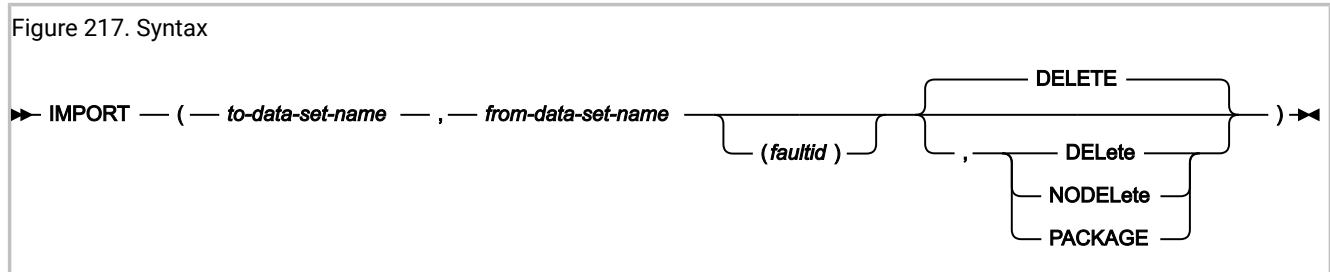 Figure 217. Syntax
DELETE
IMPORT ( to-data-set-name , from-data-set-name )
(faultid ) , DELete
NODELete
PACKAGE